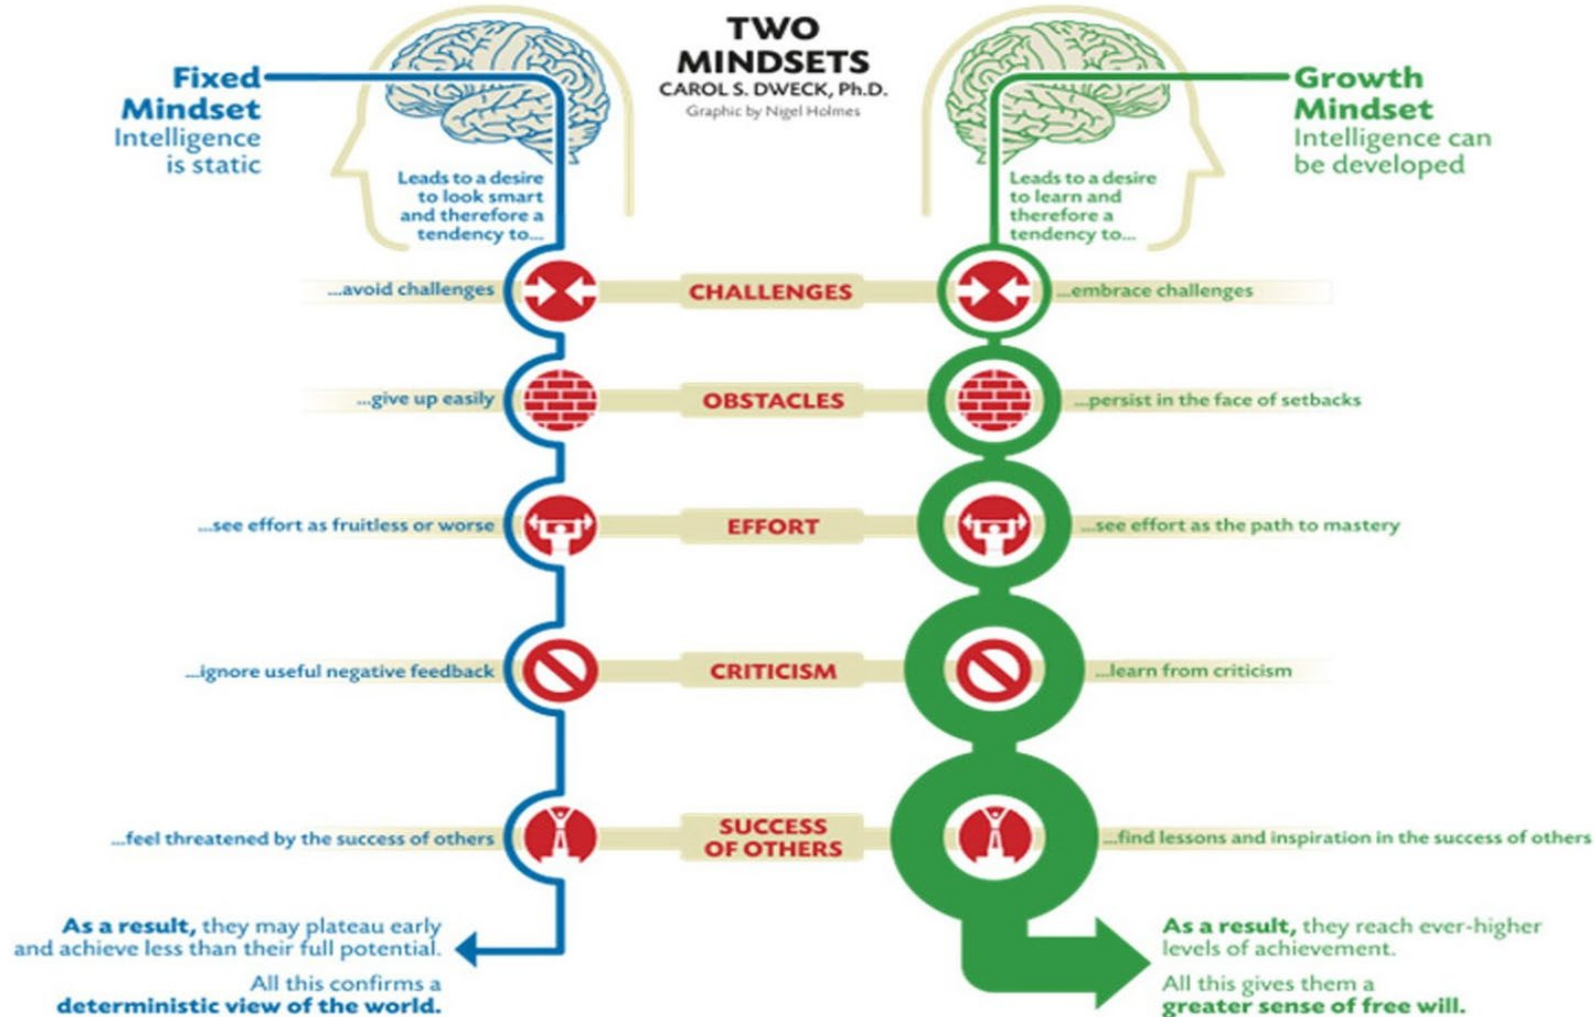 TWO
MINDSETS
CAROL S. DWECK, Ph.D.
Graphic by Nigel Holmes
Fixed
Mindset
Intelligence
is static
Leads to a desire
to look smart
and therefore a
tendency to...
Growth
Mindset
Intelligence can
be developed
Leads to a desire
to learn and
therefore a
tendency to...
...avoid challenges
CHALLENGES
...embrace challenges
...give up easily
OBSTACLES
...persist in the face of setbacks
...see effort as fruitless or worse
EFFORT
...see effort as the path to mastery
...ignore useful negative feedback
CRITICISM
...learn from criticism
...feel threatened by the success of others
SUCCESS
OF OTHERS
...find lessons and inspiration in the success of others
As a result, they may plateau early
and achieve less than their full potential.
All this confirms a
deterministic view of the world.
As a result, they reach ever-higher
levels of achievement.
All this gives them a
greater sense of free will.